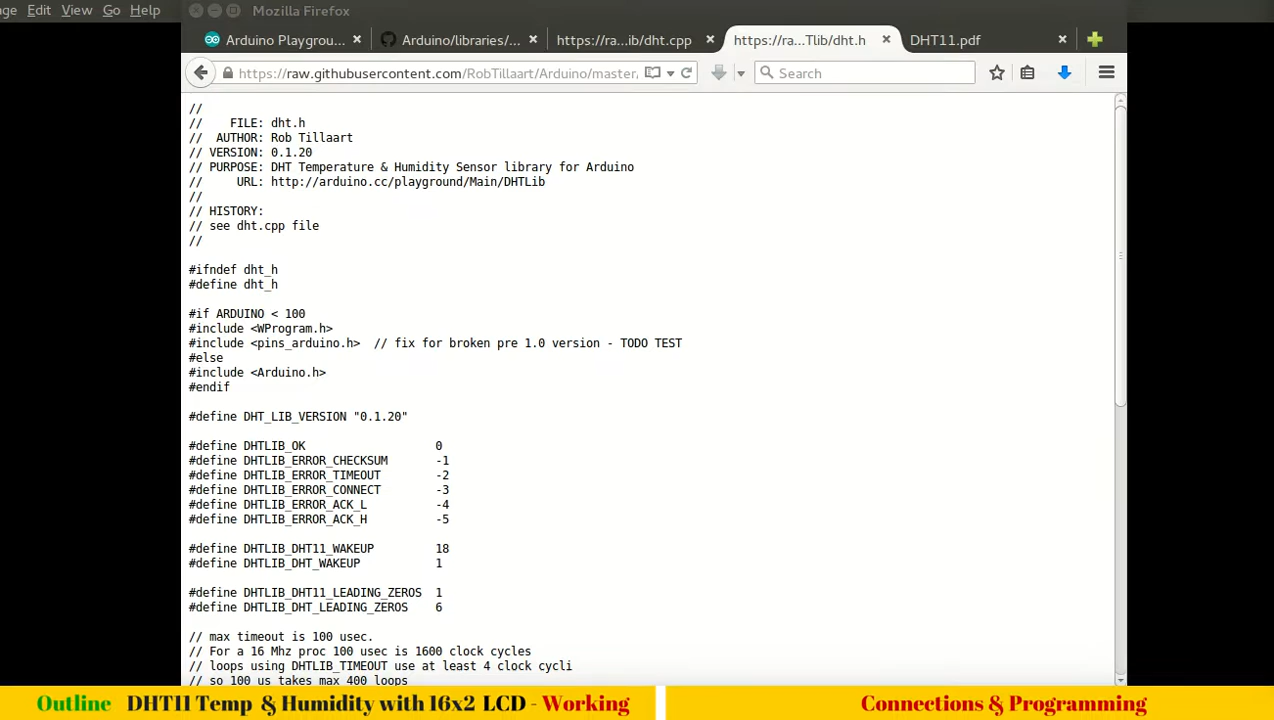 ge Edit View Go Help
Mozilla Firefox
Arduino Playgrou...
Arduino/libraries/...
https://ra...ib/dht.cpp
https://ra...Tlib/dht.h
DHT11.pdf
https://raw.githubusercontent.com/RobTillaart/Arduino/master,
Search
//
//    FILE: dht.h
//  AUTHOR: Rob Tillaart
// VERSION: 0.1.20
// PURPOSE: DHT Temperature & Humidity Sensor library for Arduino
//     URL: http://arduino.cc/playground/Main/DHTLib
//
// HISTORY:
// see dht.cpp file
//
#ifndef dht_h
#define dht_h
#if ARDUINO < 100
#include <WProgram.h>
#include <pins_arduino.h>  // fix for broken pre 1.0 version - TODO TEST
#else
#include <Arduino.h>
#endif
#define DHT_LIB_VERSION "0.1.20"
#define DHTLIB_OK                   0
#define DHTLIB_ERROR_CHECKSUM       -1
#define DHTLIB_ERROR_TIMEOUT        -2
#define DHTLIB_ERROR_CONNECT        -3
#define DHTLIB_ERROR_ACK_L          -4
#define DHTLIB_ERROR_ACK_H          -5
#define DHTLIB_DHT11_WAKEUP         18
#define DHTLIB_DHT_WAKEUP           1
#define DHTLIB_DHT11_LEADING_ZEROS  1
#define DHTLIB_DHT_LEADING_ZEROS    6
// max timeout is 100 usec.
// For a 16 Mhz proc 100 usec is 1600 clock cycles
// loops using DHTLIB_TIMEOUT use at least 4 clock cycli
// so 100 us takes max 400 loops
Outline DHT11 Temp & Humidity with 16x2 LCD - Working
Connections & Programming